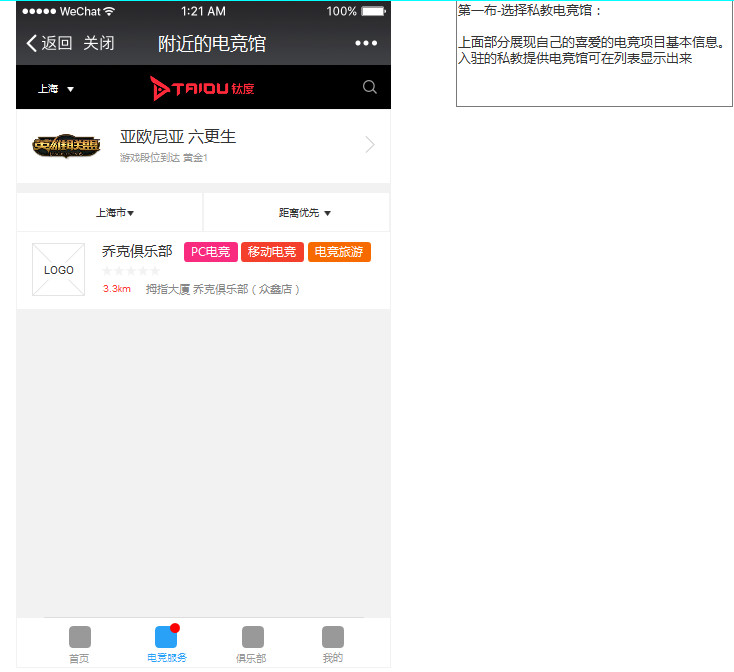 WeChat 1:21 AM 100%
返回 关闭 附近的电竞馆
上海 TAIDU 钛度
英雄联盟
亚欧尼亚 六更生
游戏段位到达 黄金1
上海市 距离优先
LOGO
乔克俱乐部 PC电竞 移动电竞 电竞旅游
3.3km 拇指大厦 乔克俱乐部（众鑫店）
首页 电竞服务 俱乐部 我的
第一布-选择私教电竞馆：
上面部分展现自己的喜爱的电竞项目基本信息。
入驻的私教提供电竞馆可在列表显示出来